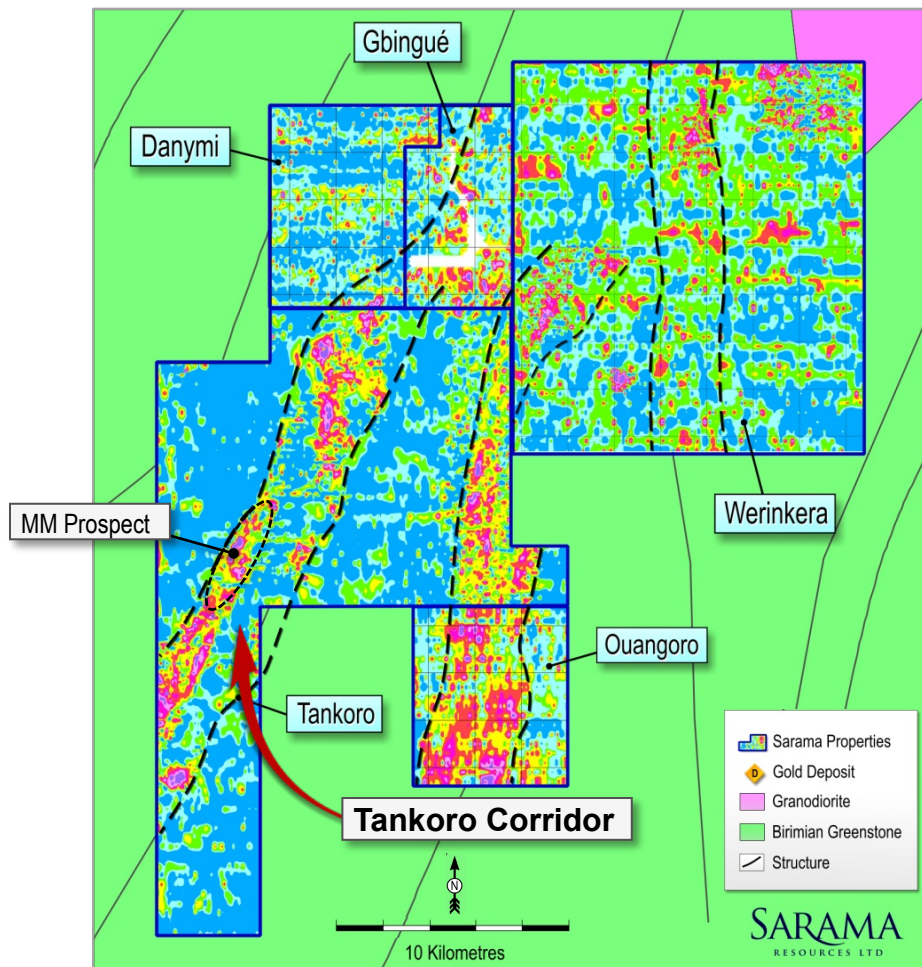 Gbingué
Danymi
MM Prospect
Werinkera
Ouangoro
Tankoro
Tankoro Corridor
N
10 Kilometres
Sarama Properties
D
Gold Deposit
Granodiorite
Birimian Greenstone
Structure
SARAMA
RESOURCES LTD